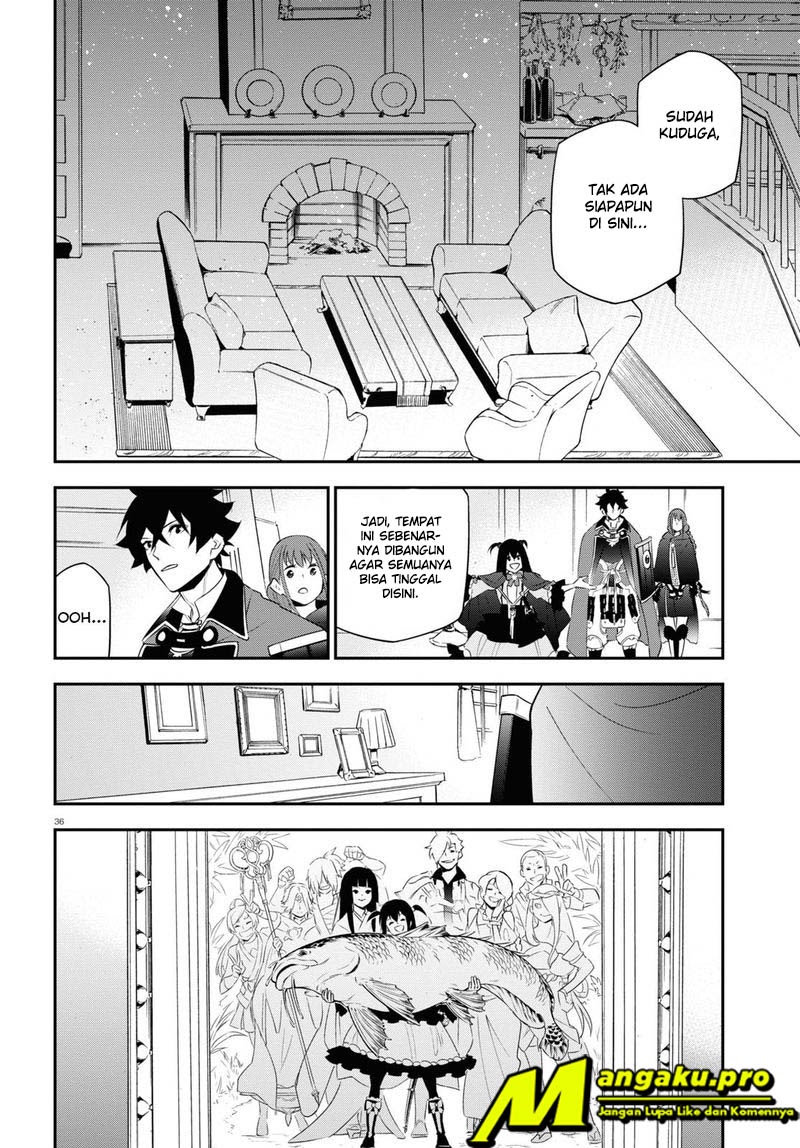 SUDAH
KUDUGA,
TAK ADA
SIAPAPUN
DI SINI...
JADI, TEMPAT
INI SEBENAR-
NYA DIBANGUN
AGAR SEMUANYA
BISA TINGGAL
DISINI.
OOH...
36
Mangaku.pro
Jangan Lupa Like dan Komennya